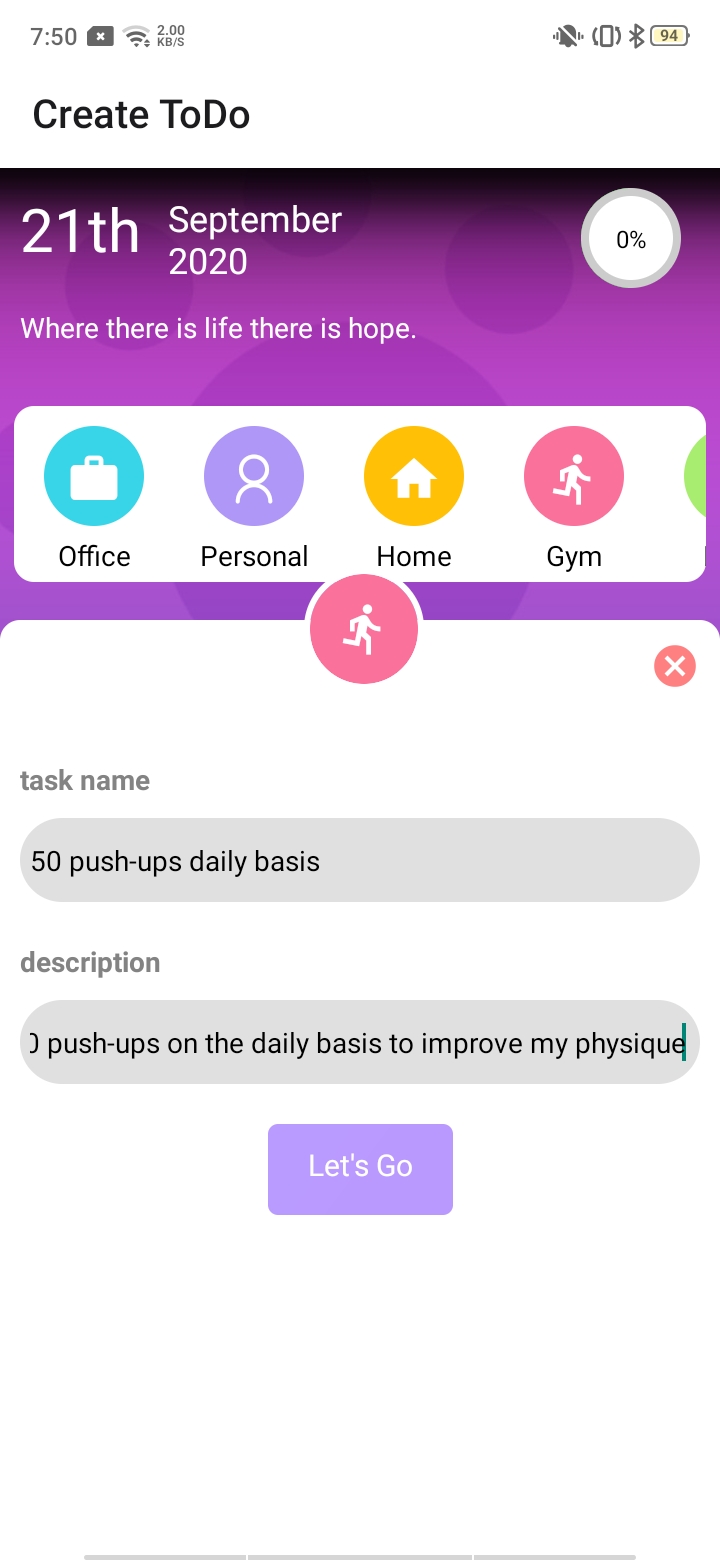 7:50
2.00
KB/S
94
Create ToDo
21th
September
2020
0%
Where there is life there is hope.
Office
Personal
Home
Gym
task name
50 push-ups daily basis
description
push-ups on the daily basis to improve my physique
Let's Go